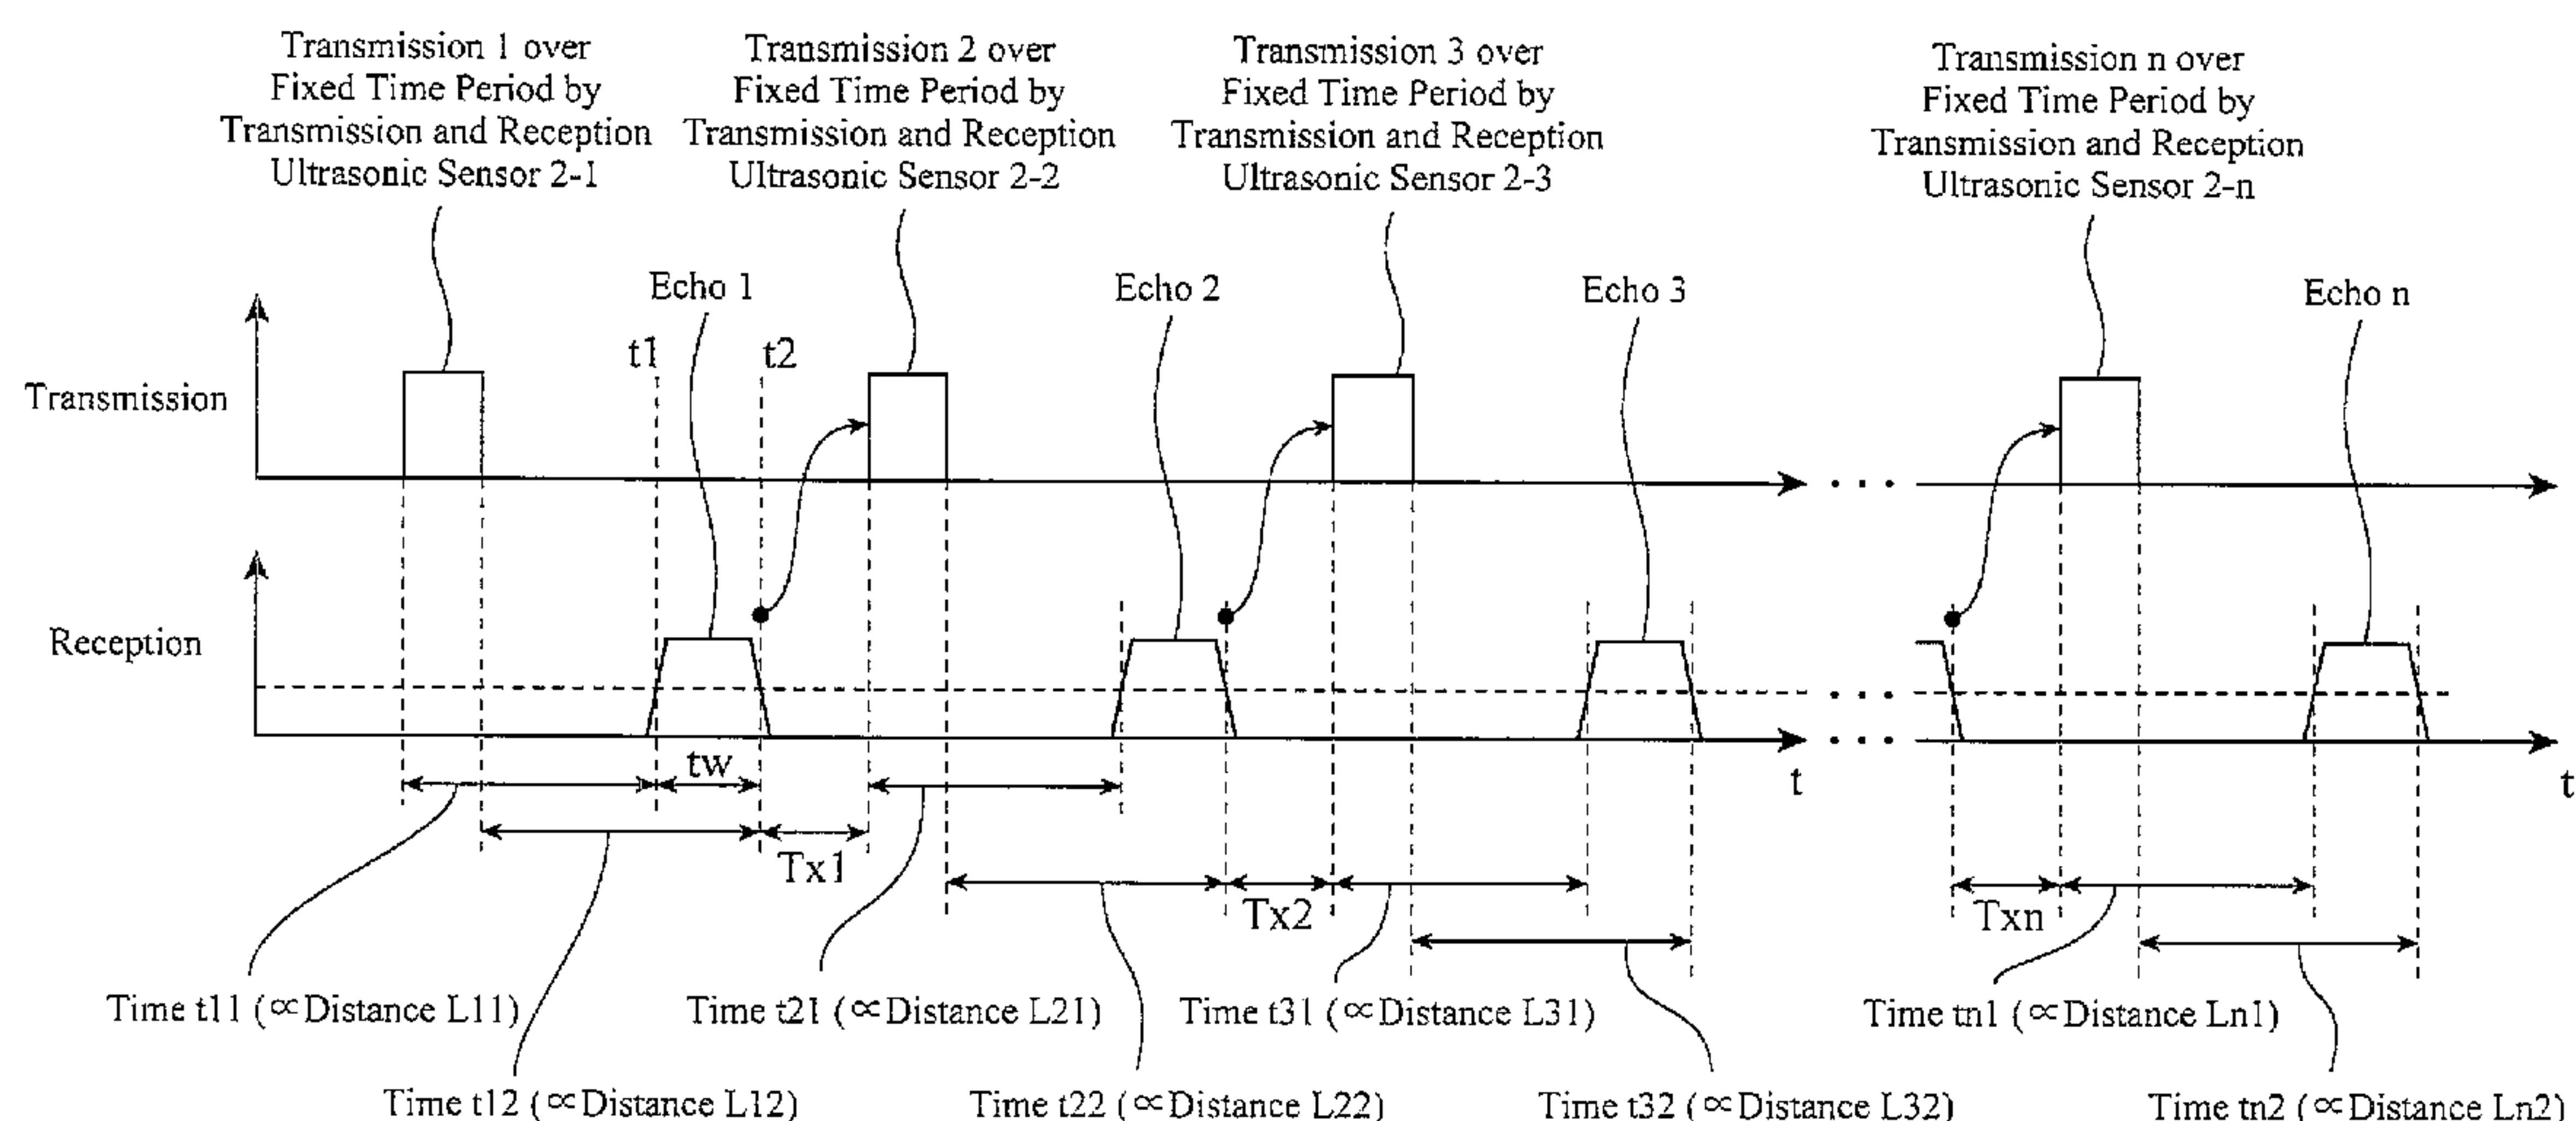 Transmission 1 over
Fixed Time Period by
Transmission and Reception
Ultrasonic Sensor 2-1
Transmission 2 over
Fixed Time Period by
Transmission and Reception
Ultrasonic Sensor 2-2
Transmission 3 over
Fixed Time Period by
Transmission and Reception
Ultrasonic Sensor 2-3
Transmission n over
Fixed Time Period by
Transmission and Reception
Ultrasonic Sensor 2-n
Echo 1
Echo 2
Echo 3
Echo n
t1
t2
Transmission
Reception
t
t
tw
Tx1
Tx2
Txn
Time t11 (∝Distance L11)
Time t21 (∝Distance L21)
Time t31 (∝Distance L31)
Time tn1 (∝Distance Ln1)
Time t12 (∝Distance L12)
Time t22 (∝Distance L22)
Time t32 (∝Distance L32)
Time tn2 (∝Distance Ln2)